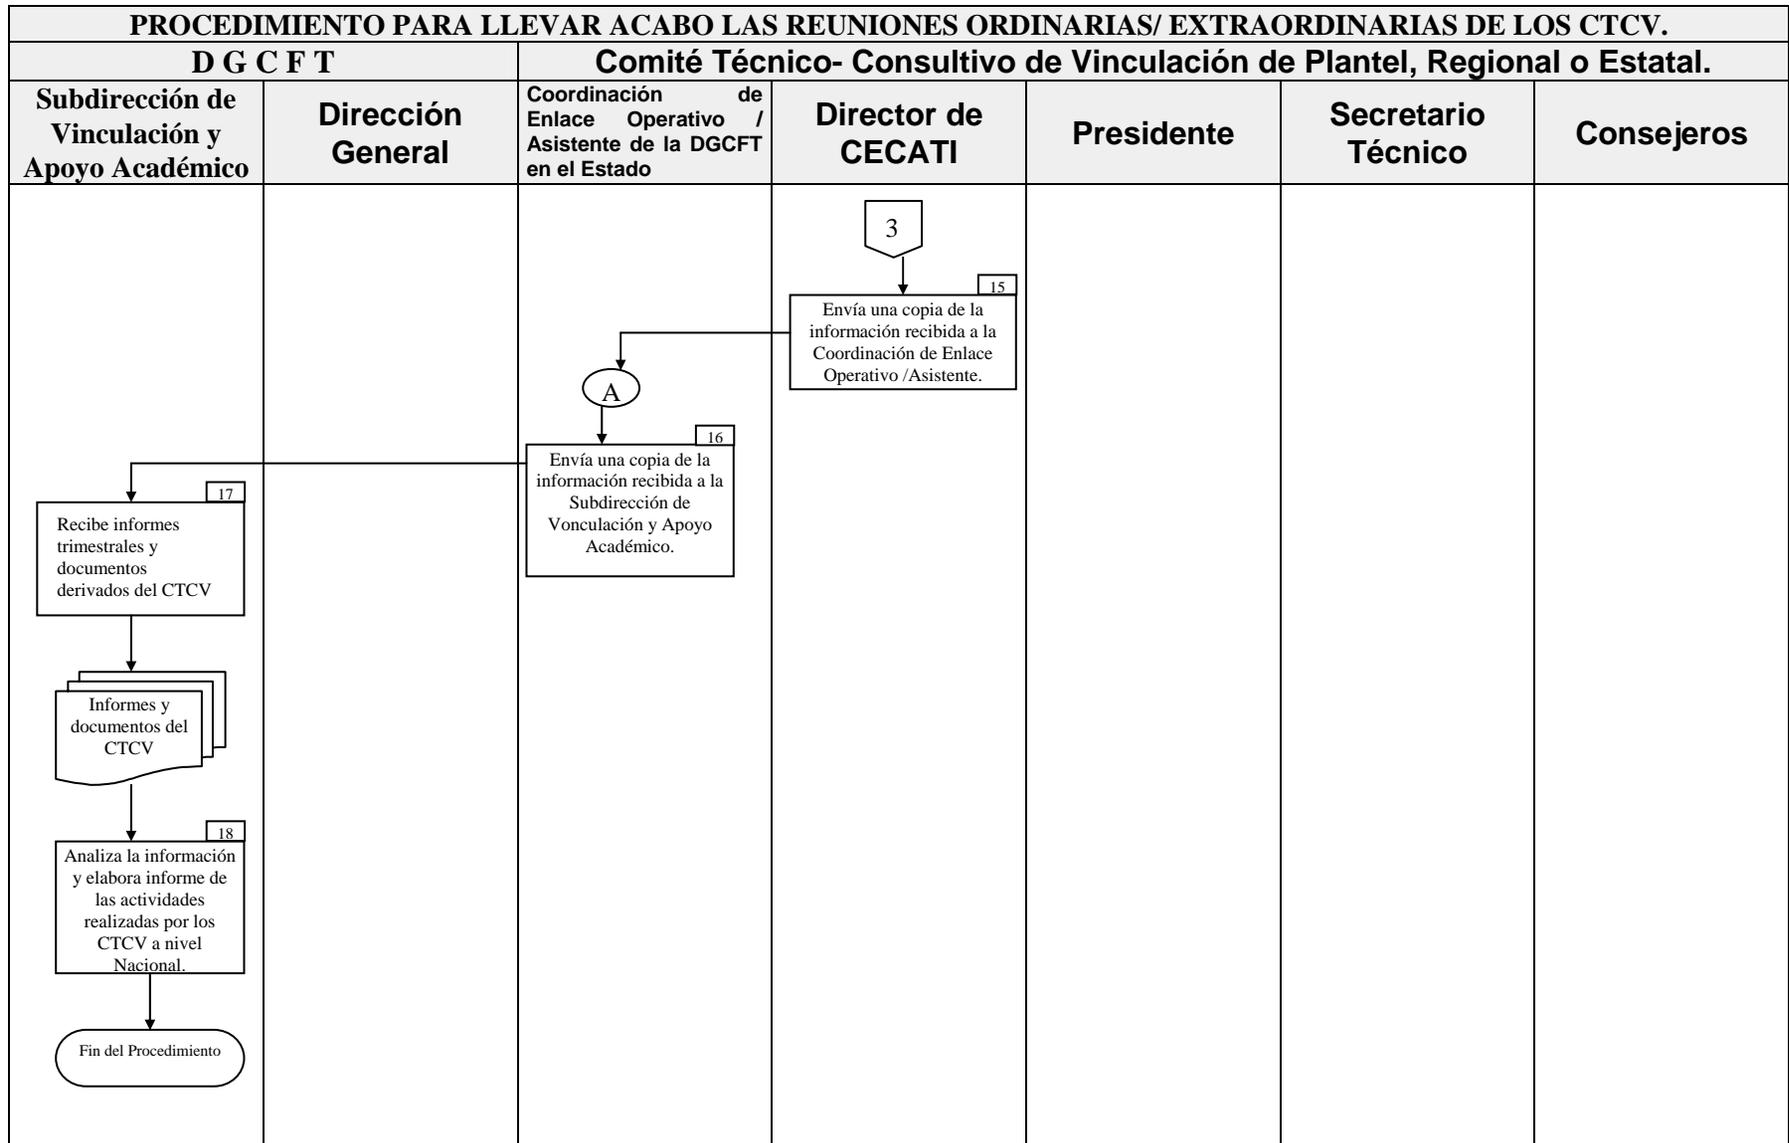 PROCEDIMIENTO PARA LLEVAR ACABO LAS REUNIONES ORDINARIAS/ EXTRAORDINARIAS DE LOS CTCV.
D G C F T
Comité Técnico- Consultivo de Vinculación de Plantel, Regional o Estatal.
Subdirección de
Vinculación y
Apoyo Académico
Dirección
General
Coordinación de
Enlace Operativo /
Asistente de la DGCFT
en el Estado
Director de
CECATI
Presidente
Secretario
Técnico
Consejeros
3
15
Envía una copia de la
información recibida a la
Coordinación de Enlace
Operativo /Asistente.
A
16
Envía una copia de la
información recibida a la
Subdirección de
Vonculación y Apoyo
Académico.
17
Recibe informes
trimestrales y
documentos
derivados del CTCV
Informes y
documentos del
CTCV
18
Analiza la información
y elabora informe de
las actividades
realizadas por los
CTCV a nivel
Nacional.
Fin del Procedimiento